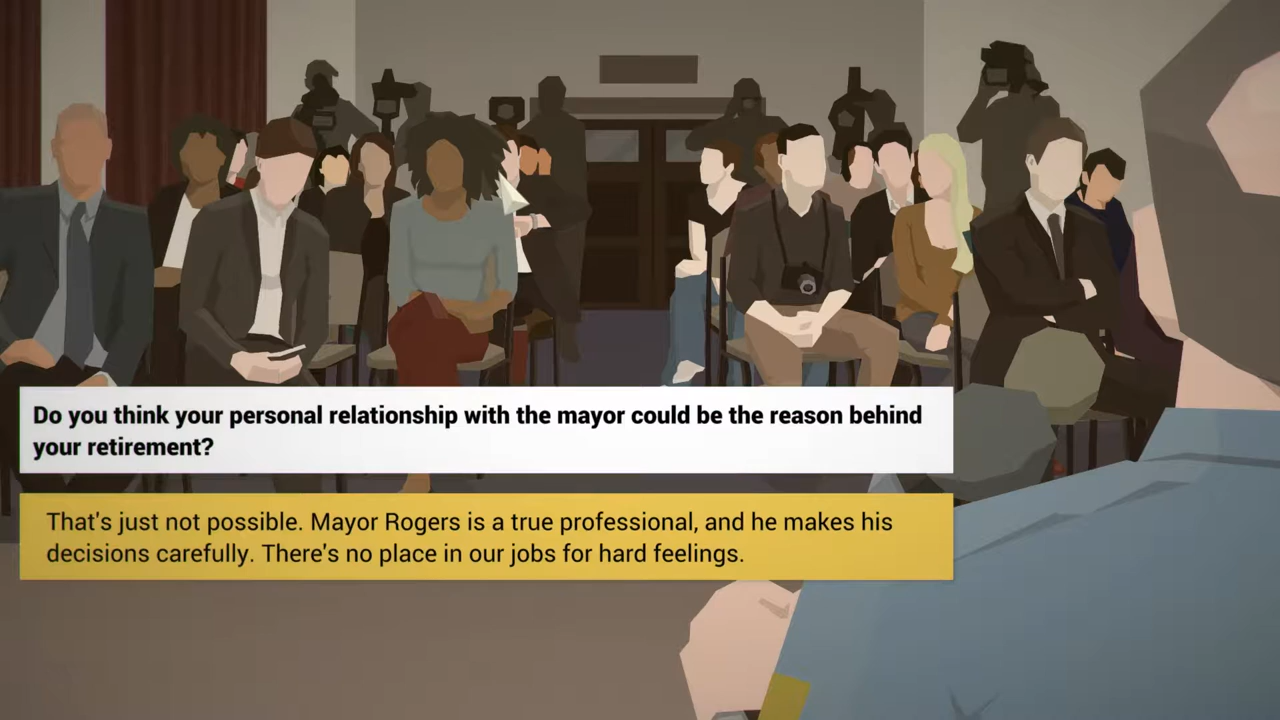 Do you think your personal relationship with the mayor could be the reason behind
your retirement?
That's just not possible. Mayor Rogers is a true professional, and he makes his
decisions carefully. There's no place in our jobs for hard feelings.